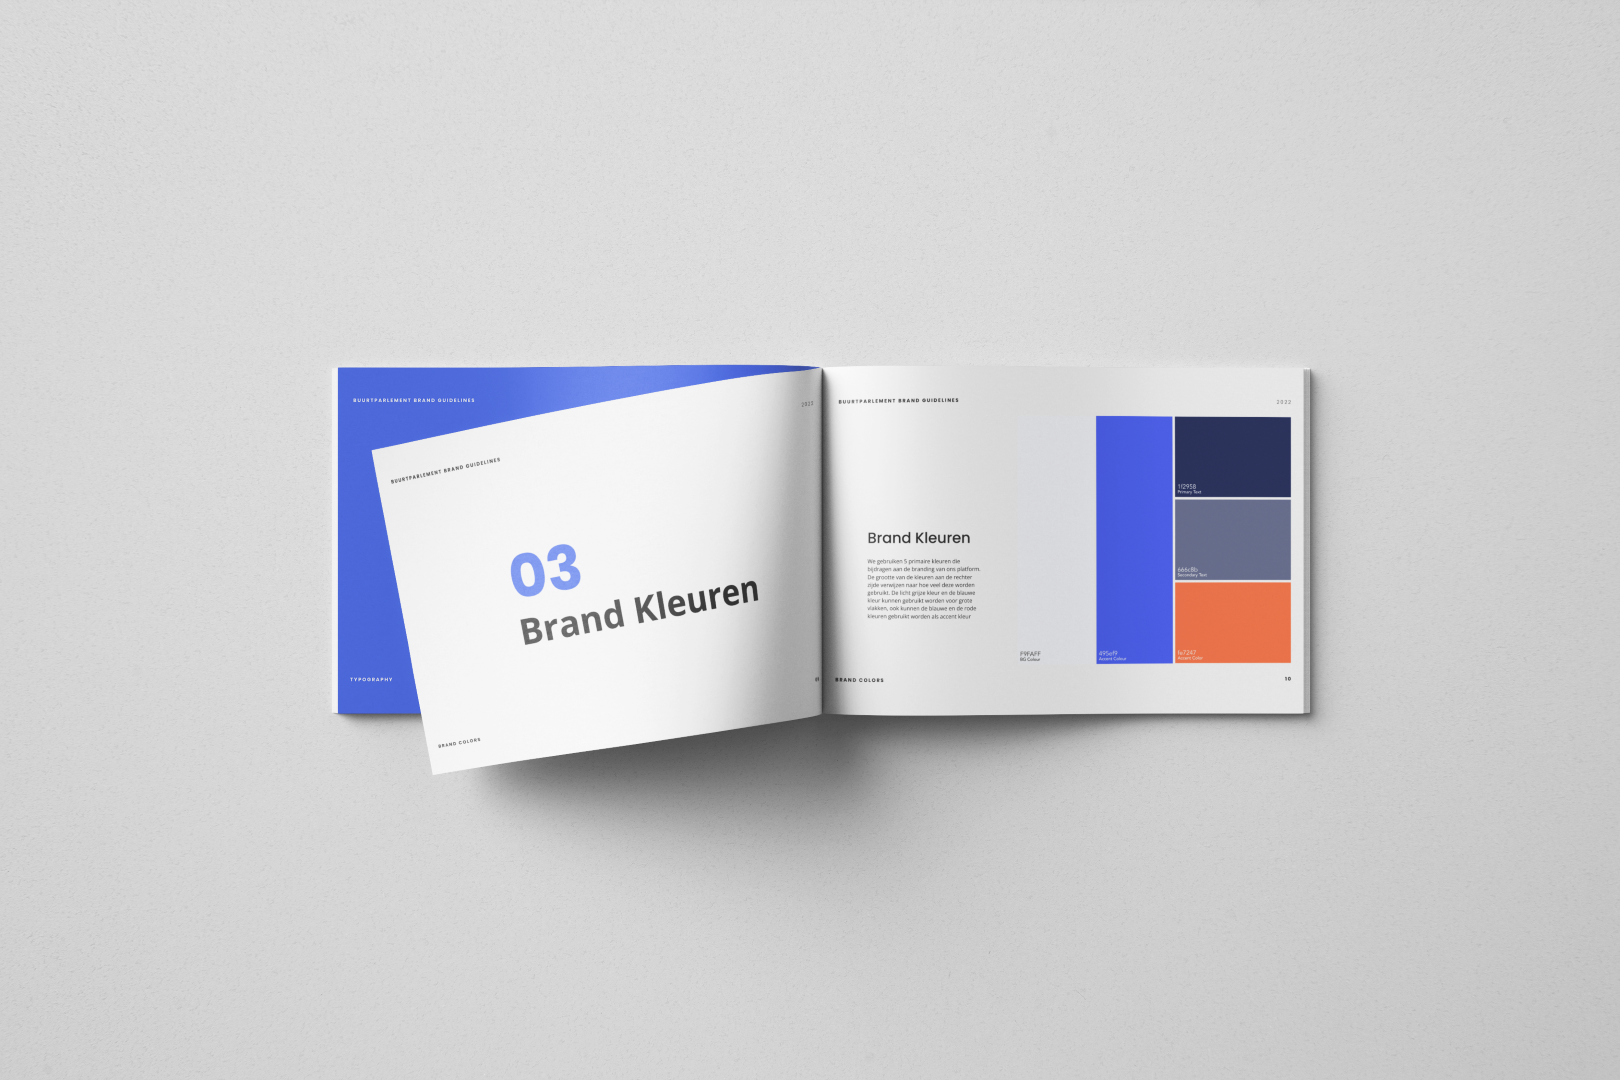 BUURTPARLEMENT BRAND GUIDELINES
TYPOGRAPHY
2022
BUURTPARLEMENT BRAND GUIDELINES
03
Brand Kleuren
BRAND COLORS
BUURTPARLEMENT BRAND GUIDELINES
2022
Brand Kleuren
We gebruiken 5 primaire kleuren die
bijdragen aan de branding van ons platform.
De grootte van de kleuren aan de rechter
zijde verwijzen naar hoe veel deze worden
gebruikt. De licht grijze kleur en de blauwe
kleur kunnen gebruikt worden voor grote
vlakken, ook kunnen de blauwe en de rode
kleuren gebruikt worden als accent kleur
F9FAFF
BG Colour
495ef9
Accent Colour
1f2958
Primary Text
666c8b
Secondary Text
fa7247
Accent Color
BRAND COLORS
10